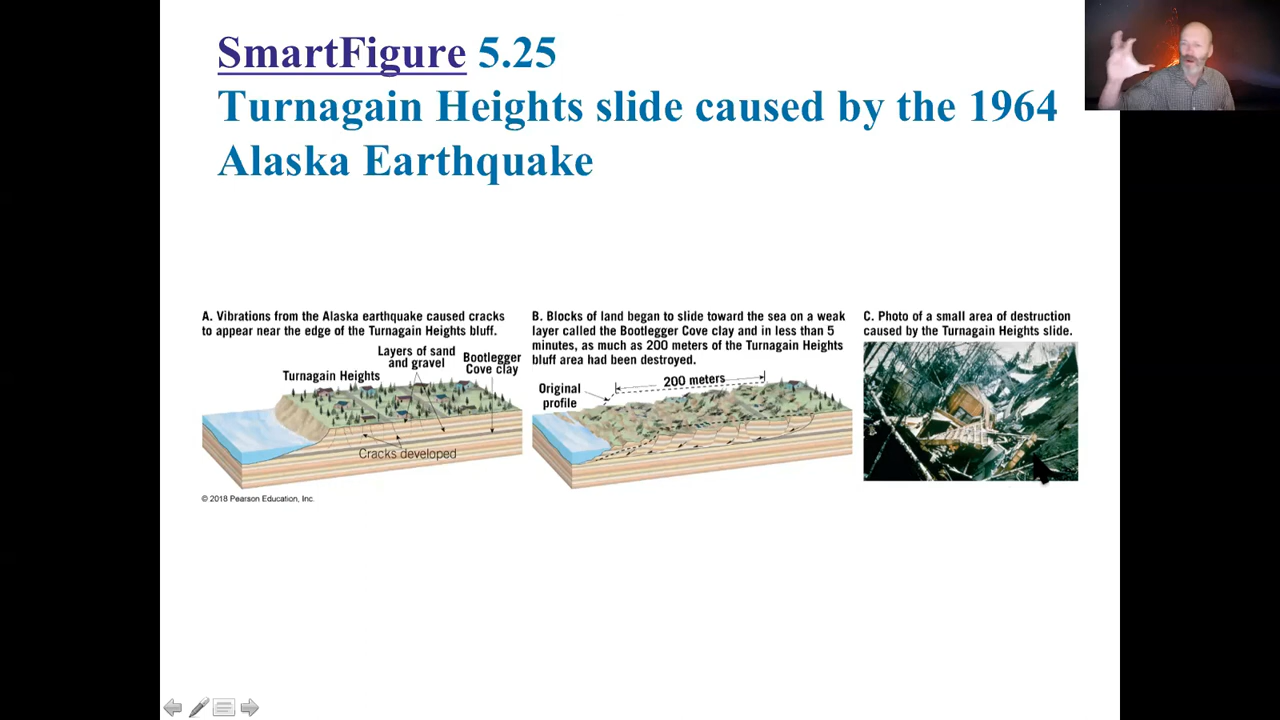 SmartFigure 5.25
Turnagain Heights slide caused by the 1964
Alaska Earthquake
A. Vibrations from the Alaska earthquake caused cracks
to appear near the edge of the Turnagain Heights bluff.
Layers of sand
and gravel
Bootlegger
Cove clay
Turnagain Heights
Cracks developed
B. Blocks of land began to slide toward the sea on a weak
layer called the Bootlegger Cove clay and in less than 5
minutes, as much as 200 meters of the Turnagain Heights
bluff area had been destroyed.
200 meters
Original
profile
C. Photo of a small area of destruction
caused by the Turnagain Heights slide.
© 2018 Pearson Education, Inc.